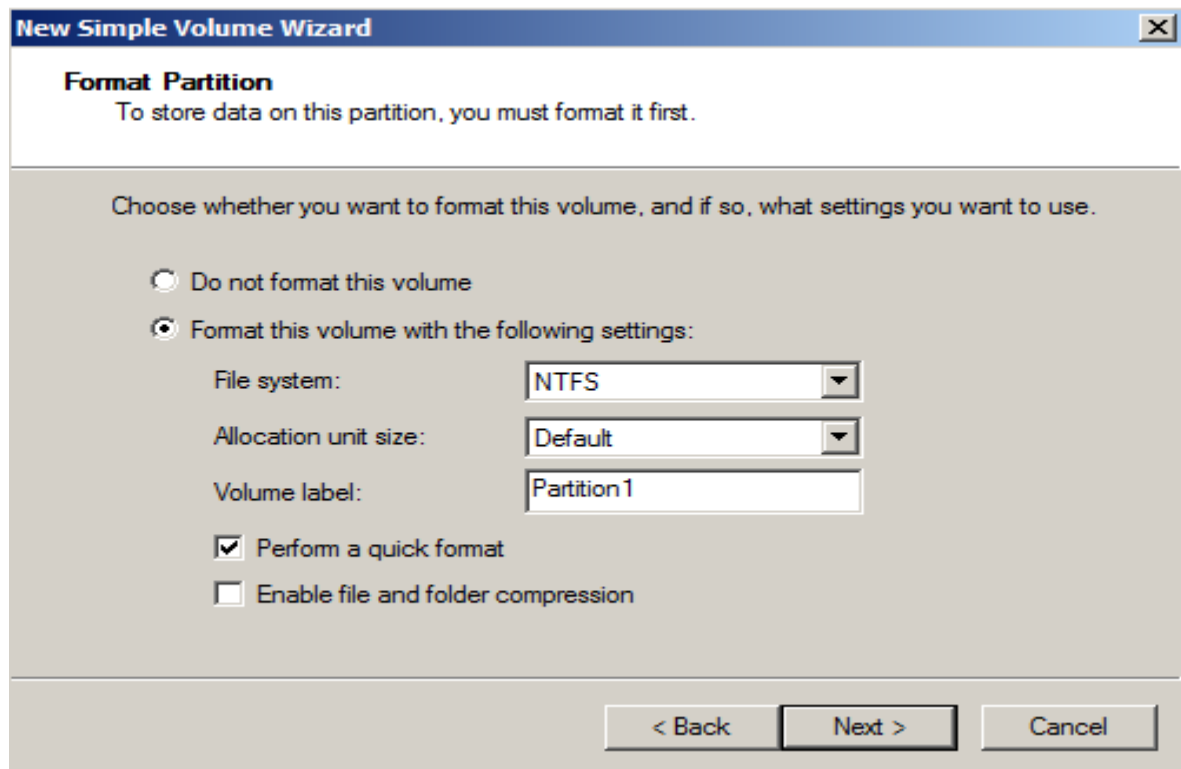 New Simple Volume Wizard
Format Partition
To store data on this partition, you must format it first.
Choose whether you want to format this volume, and if so, what settings you want to use.
Do not format this volume
Format this volume with the following settings:
File system: NTFS
Allocation unit size: Default
Volume label: Partition1
Perform a quick format
Enable file and folder compression
< Back Next > Cancel